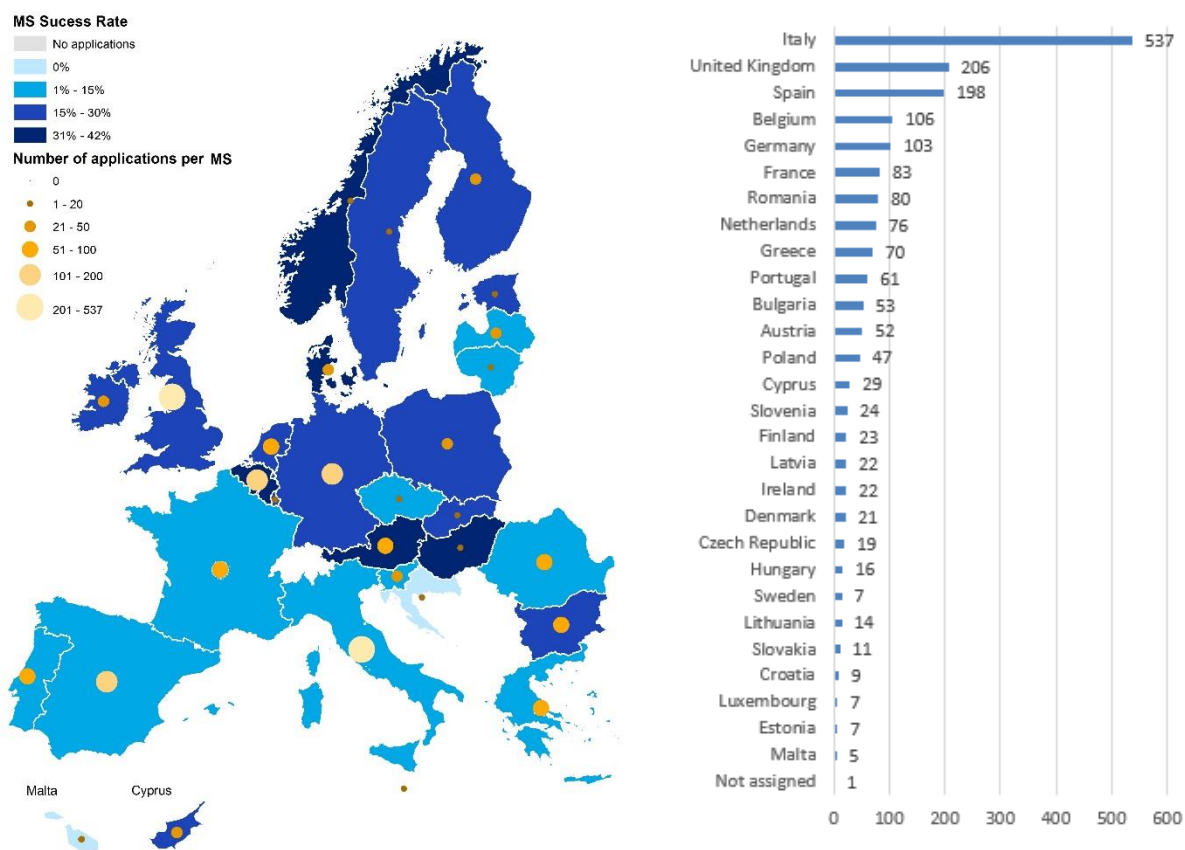 MS Sucess Rate
No applications
0%
1% - 15%
15% - 30%
31% - 42%
Number of applications per MS
0
1 - 20
21 - 50
51 - 100
101 - 200
201 - 537
Malta
Cyprus
Italy 537
United Kingdom 206
Spain 198
Belgium 106
Germany 103
France 83
Romania 80
Netherlands 76
Greece 70
Portugal 61
Bulgaria 53
Austria 52
Poland 47
Cyprus 29
Slovenia 24
Finland 23
Latvia 22
Ireland 22
Denmark 21
Czech Republic 19
Hungary 16
Sweden 7
Lithuania 14
Slovakia 11
Croatia 9
Luxembourg 7
Estonia 7
Malta 5
Not assigned 1
0 100 200 300 400 500 600